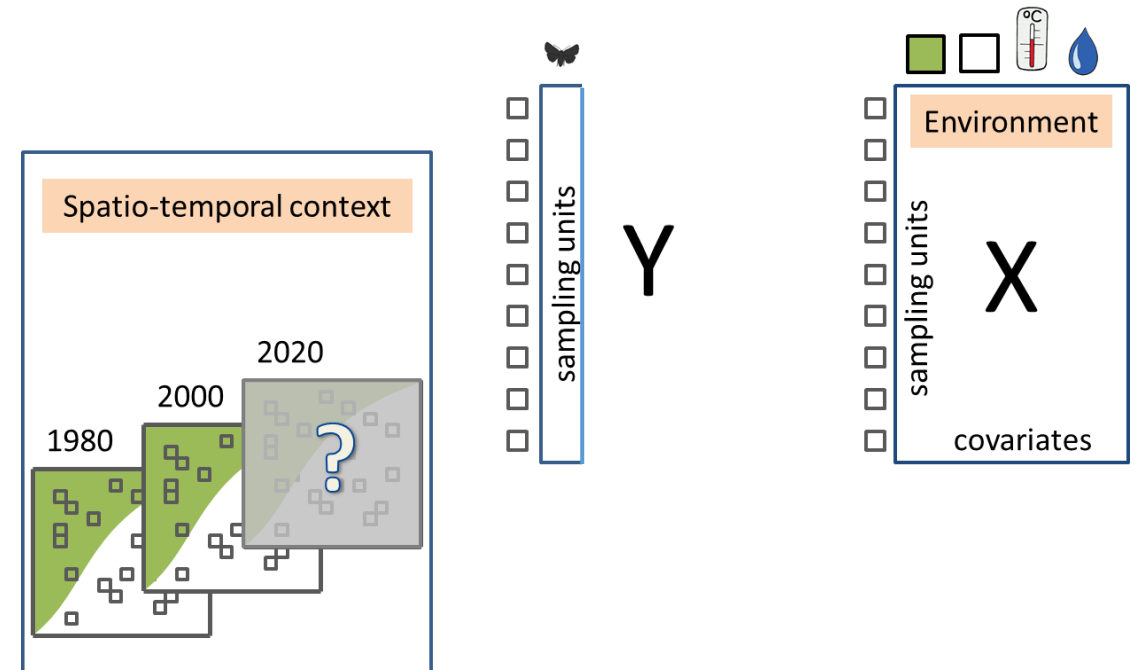 Spatio-temporal context
1980
2000
2020
?
sampling units
Y
°C
Environment
sampling units
X
covariates